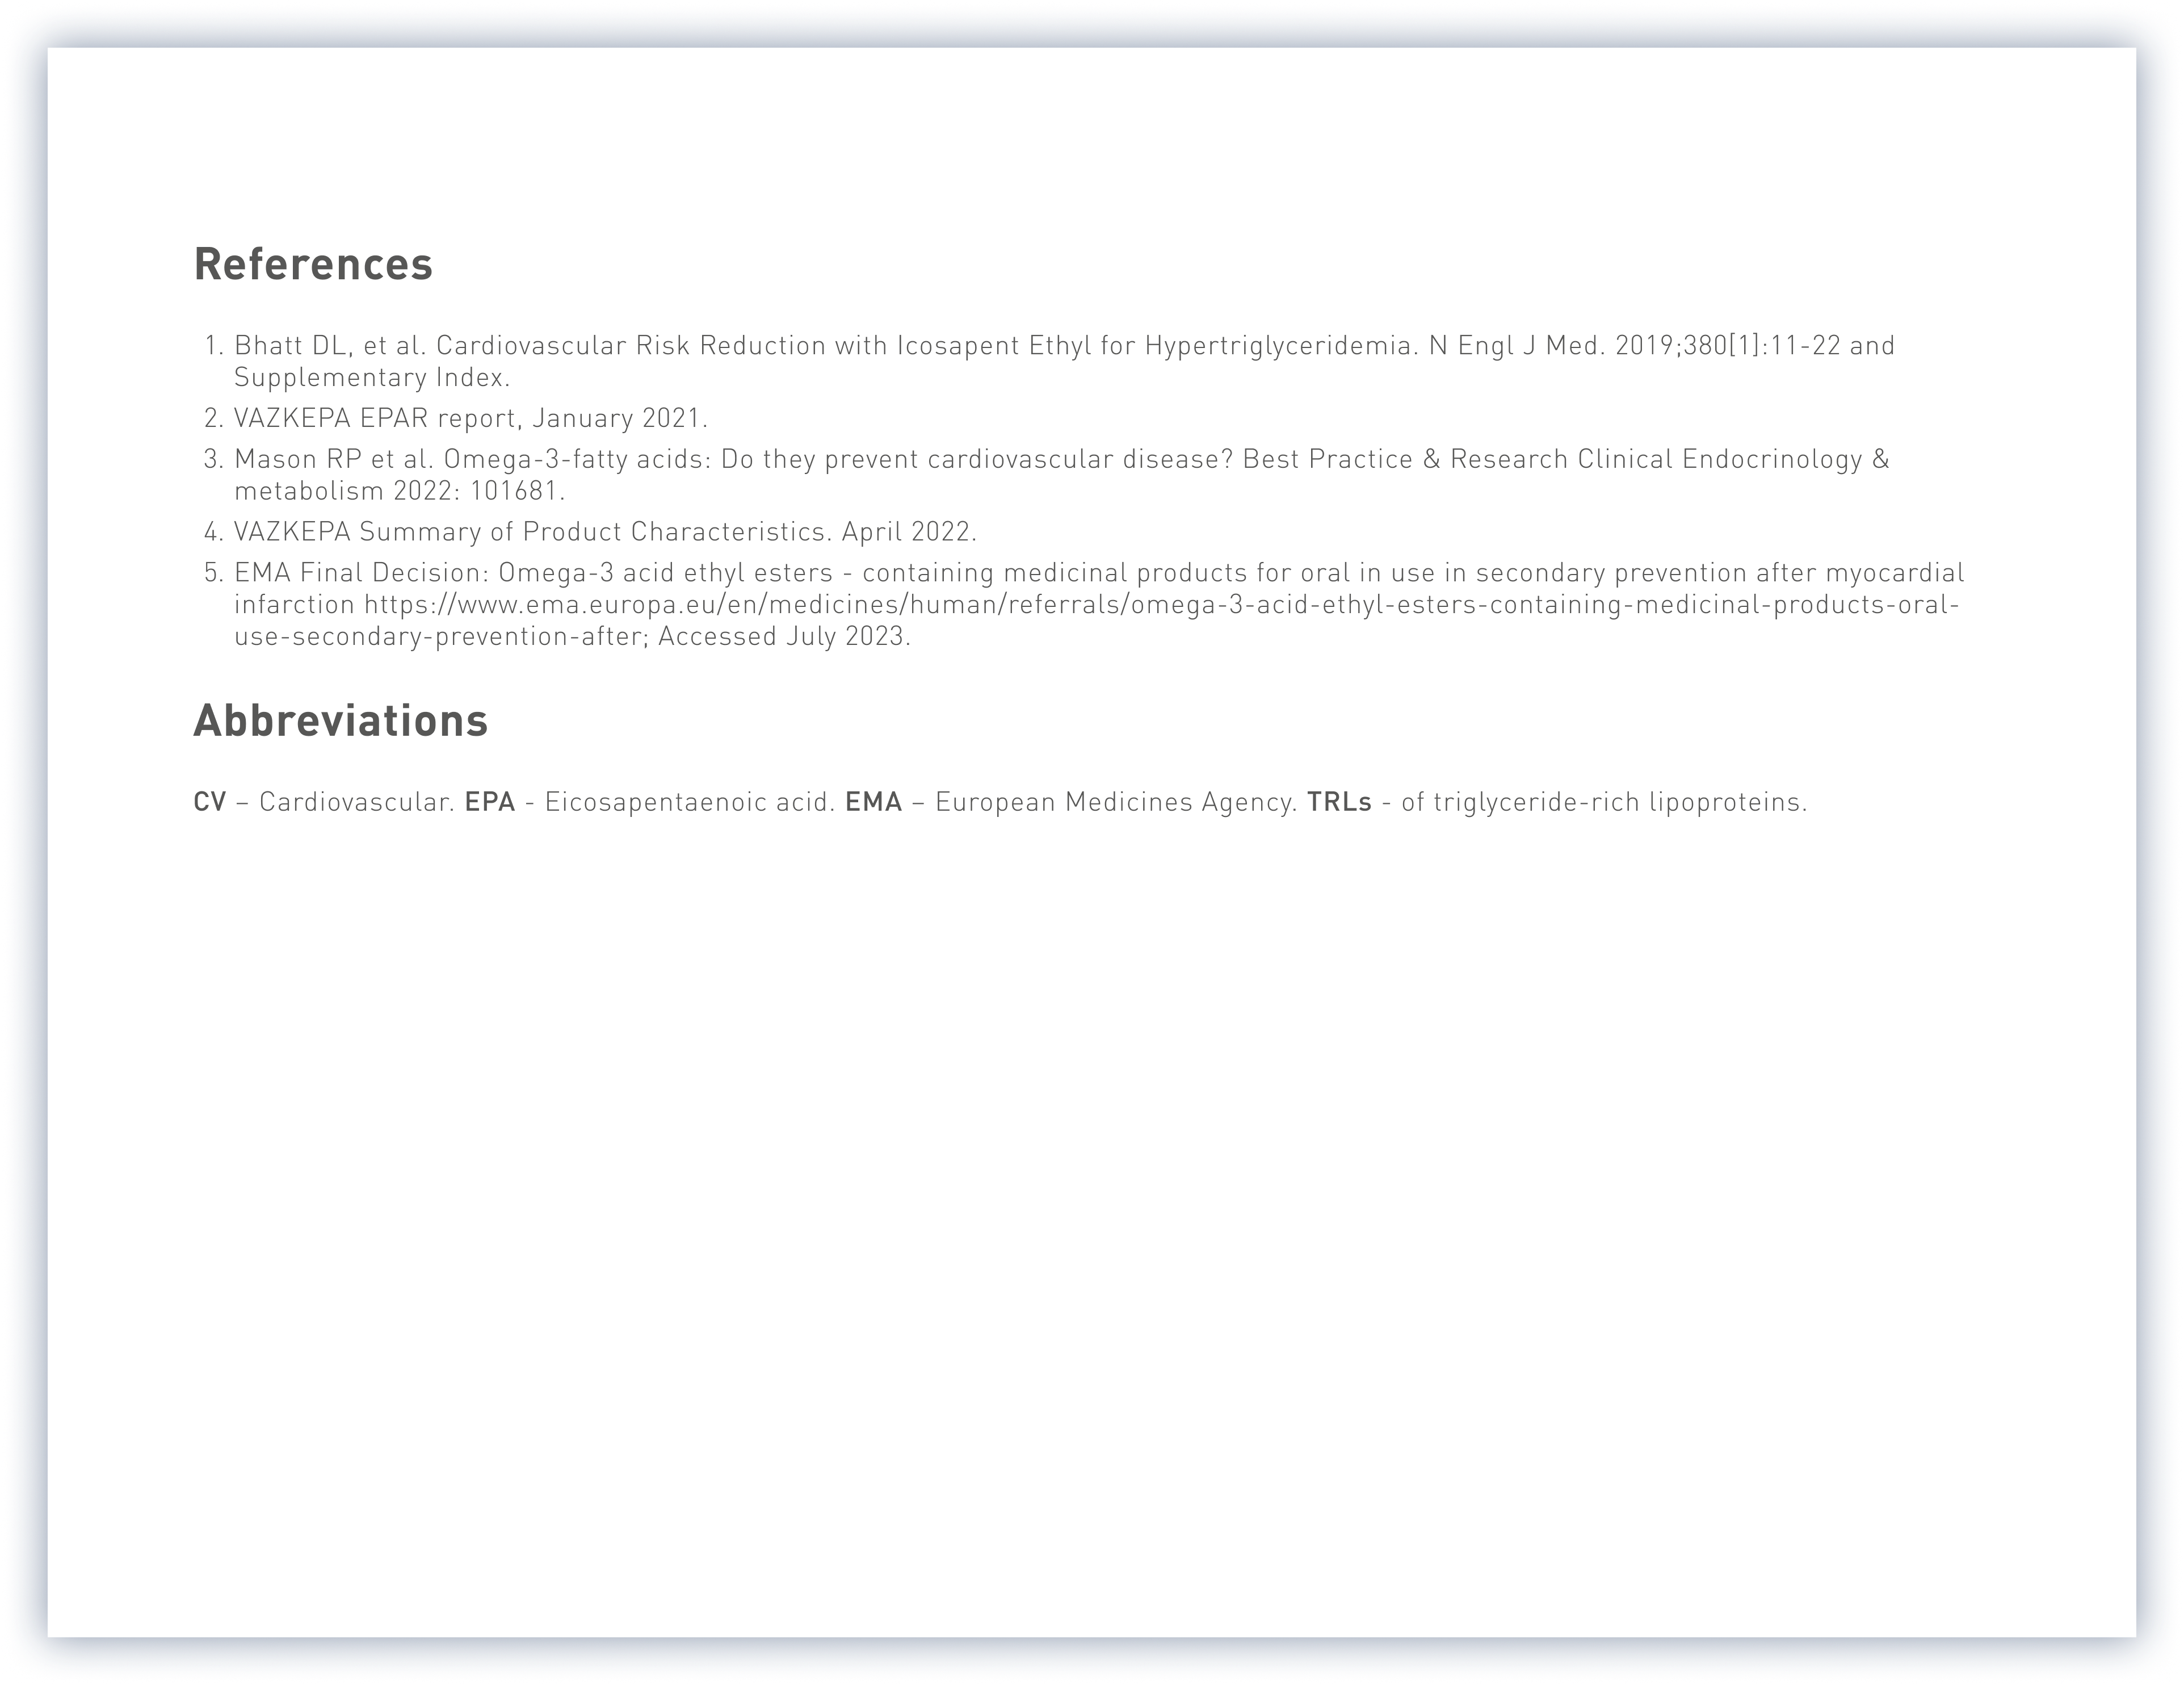 References
1. Bhatt DL, et al. Cardiovascular Risk Reduction with Icosapent Ethyl for Hypertriglyceridemia. N Engl J Med. 2019;380[1]:11-22 and
Supplementary Index.
2. VAZKEPA EPAR report, January 2021.
3. Mason RP et al. Omega-3-fatty acids: Do they prevent cardiovascular disease? Best Practice & Research Clinical Endocrinology &
metabolism 2022: 101681.
4. VAZKEPA Summary of Product Characteristics. April 2022.
5. EMA Final Decision: Omega-3 acid ethyl esters - containing medicinal products for oral in use in secondary prevention after myocardial
infarction https://www.ema.europa.eu/en/medicines/human/referrals/omega-3-acid-ethyl-esters-containing-medicinal-products-oral-
use-secondary-prevention-after; Accessed July 2023.
Abbreviations
CV – Cardiovascular. EPA - Eicosapentaenoic acid. EMA – European Medicines Agency. TRLs - of triglyceride-rich lipoproteins.